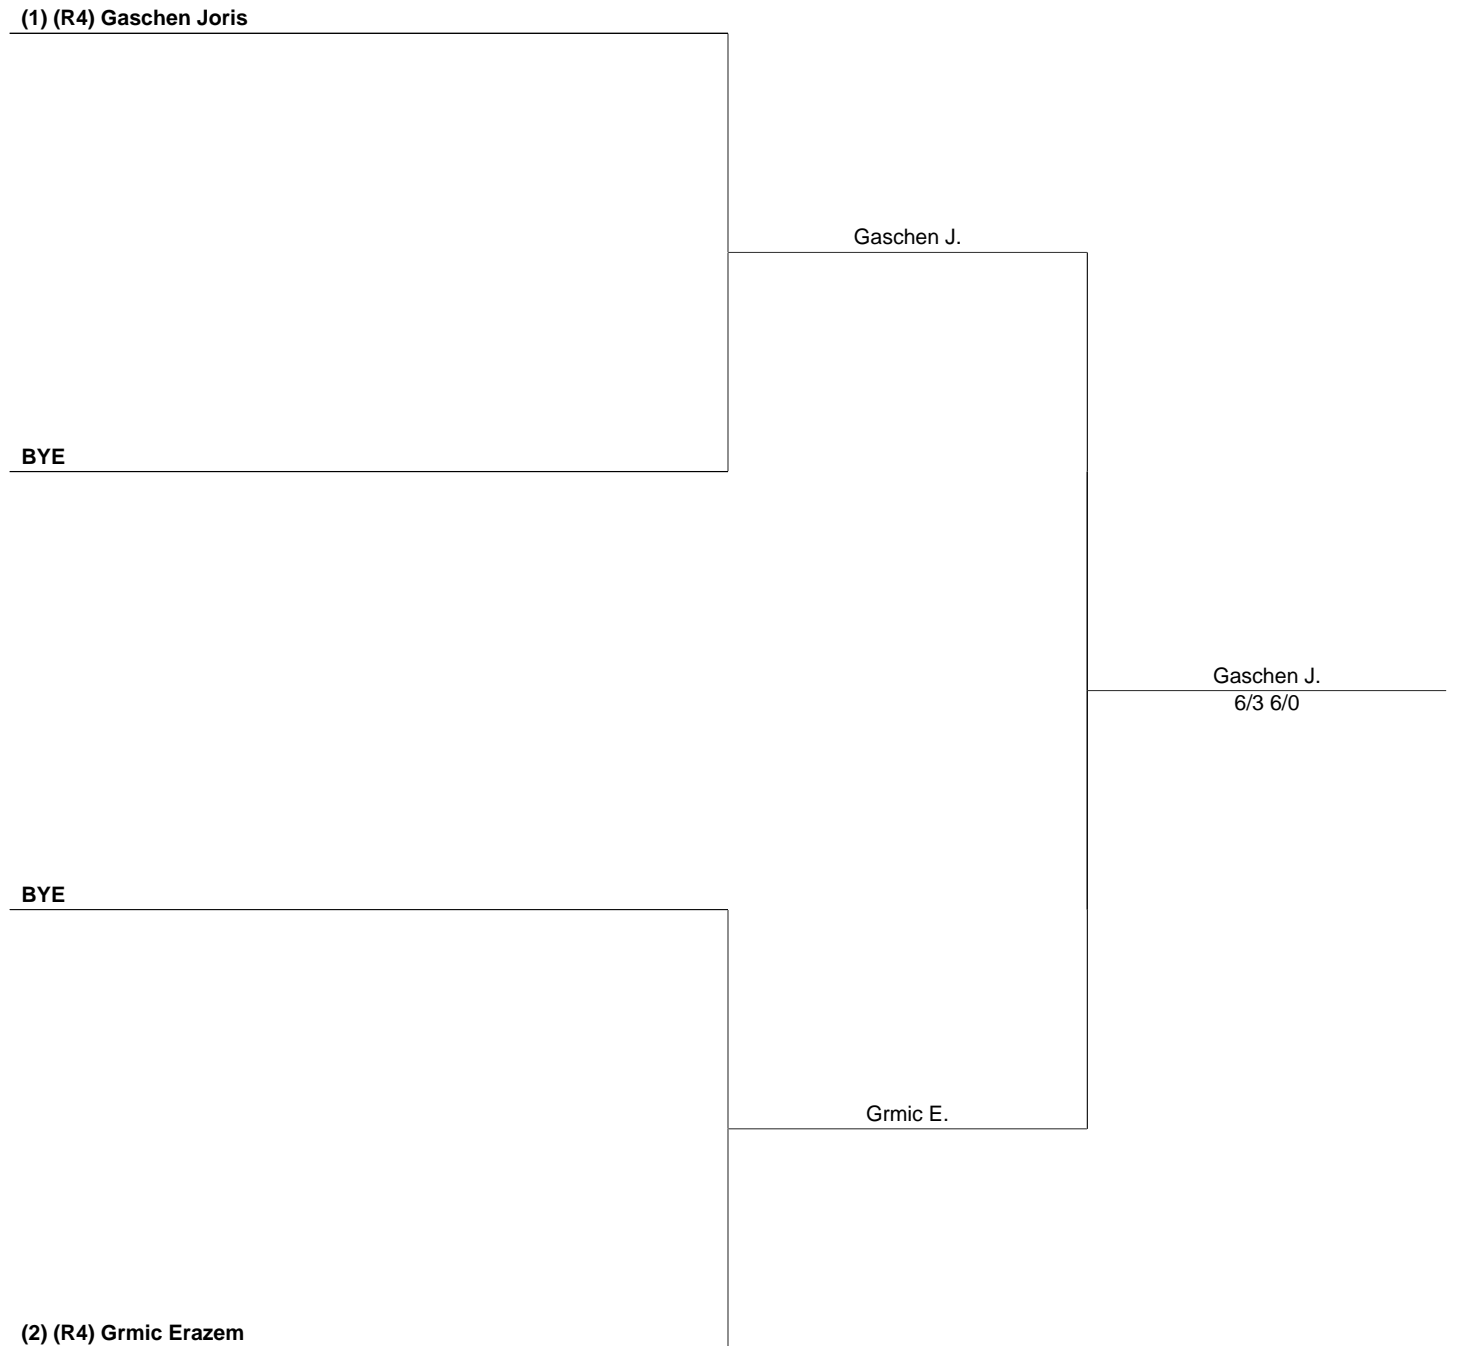 (1) (R4) Gaschen Joris
Gaschen J.
BYE
Gaschen J.
6/3 6/0
BYE
Grmic E.
(2) (R4) Grmic Erazem